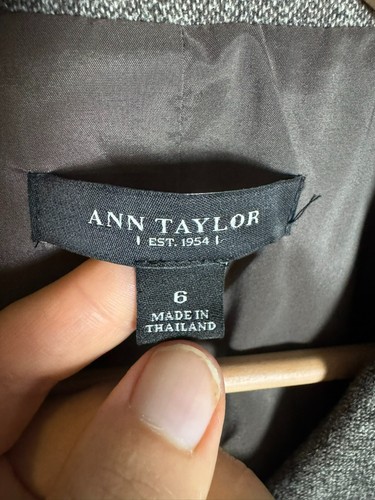 ANN TAYLOR
EST. 1954
6
MADE IN
THAILAND